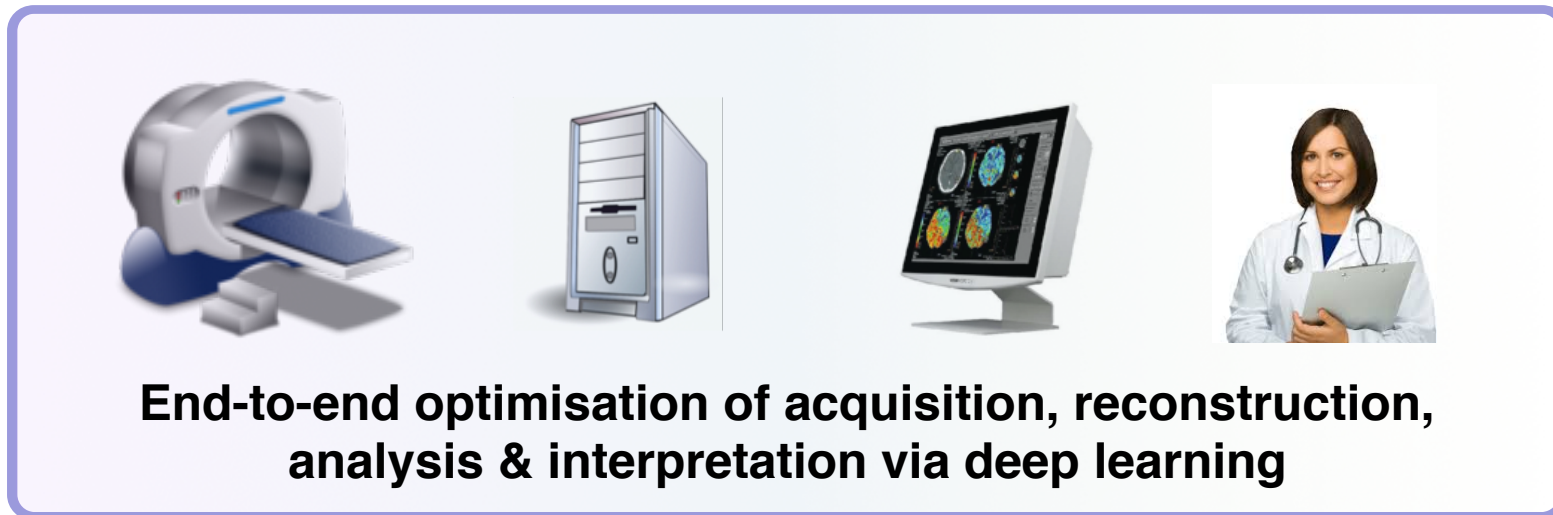 End-to-end optimisation of acquisition, reconstruction,
analysis & interpretation via deep learning